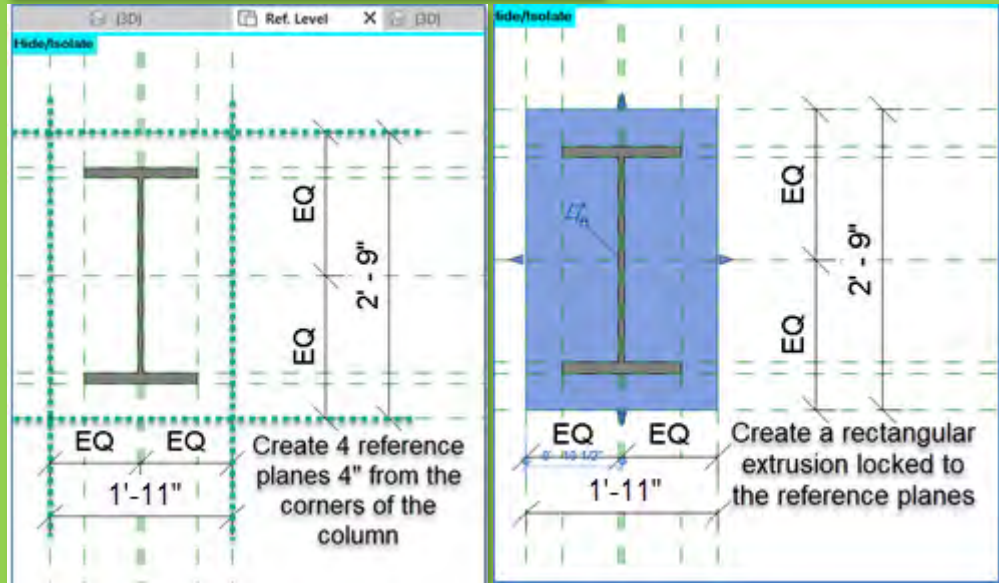 (3D) Ref. Level X (3D)
Hide/Isolate
EQ
2' - 9"
EQ
EQ EQ
1'-11"
Create 4 reference
planes 4" from the
corners of the
column
Hide/Isolate
EQ
2' - 9"
EQ
EQ EQ
1'-11"
Create a rectangular
extrusion locked to
the reference planes